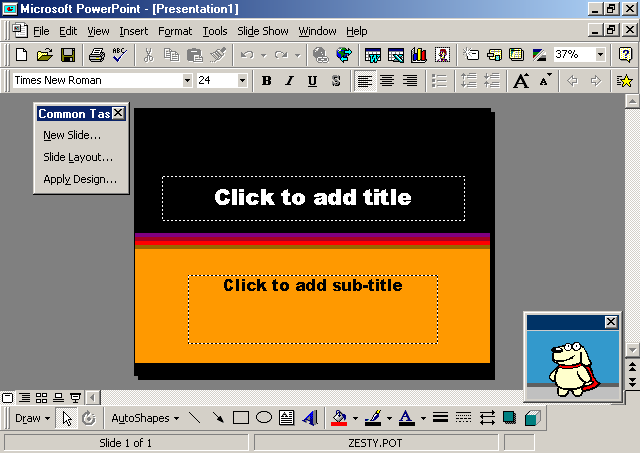 Microsoft PowerPoint - [Presentation1]
File Edit View Insert Format Tools Slide Show Window Help
ABC 37% ?
Times New Roman 24 B I U S A A
Common Tas
New Slide...
Slide Layout...
Apply Design...
Click to add title
Click to add sub-title
Draw AutoShapes A A
Slide 1 of 1 ZESTY.POT